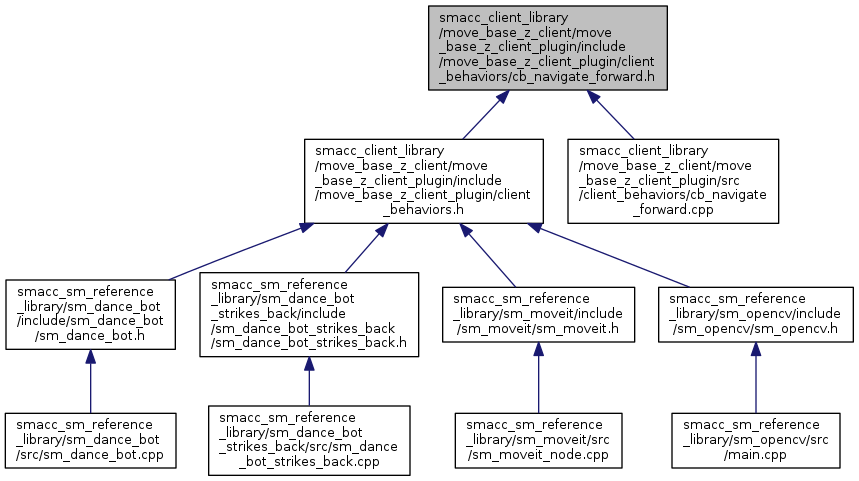 smacc_client_library
/move_base_z_client/move
_base_z_client_plugin/include
/move_base_z_client_plugin/client
_behaviors/cb_navigate_forward.h
smacc_client_library
/move_base_z_client/move
_base_z_client_plugin/include
/move_base_z_client_plugin/client
_behaviors.h
smacc_client_library
/move_base_z_client/move
_base_z_client_plugin/src
/client_behaviors/cb_navigate
_forward.cpp
smacc_sm_reference
_library/sm_dance_bot
/include/sm_dance_bot
/sm_dance_bot.h
smacc_sm_reference
_library/sm_dance_bot
_strikes_back/include
/sm_dance_bot_strikes_back
/sm_dance_bot_strikes_back.h
smacc_sm_reference
_library/sm_moveit/include
/sm_moveit/sm_moveit.h
smacc_sm_reference
_library/sm_opencv/include
/sm_opencv/sm_opencv.h
smacc_sm_reference
_library/sm_dance_bot
/src/sm_dance_bot.cpp
smacc_sm_reference
_library/sm_dance_bot
_strikes_back/src/sm_dance
_bot_strikes_back.cpp
smacc_sm_reference
_library/sm_moveit/src
/sm_moveit_node.cpp
smacc_sm_reference
_library/sm_opencv/src
/main.cpp